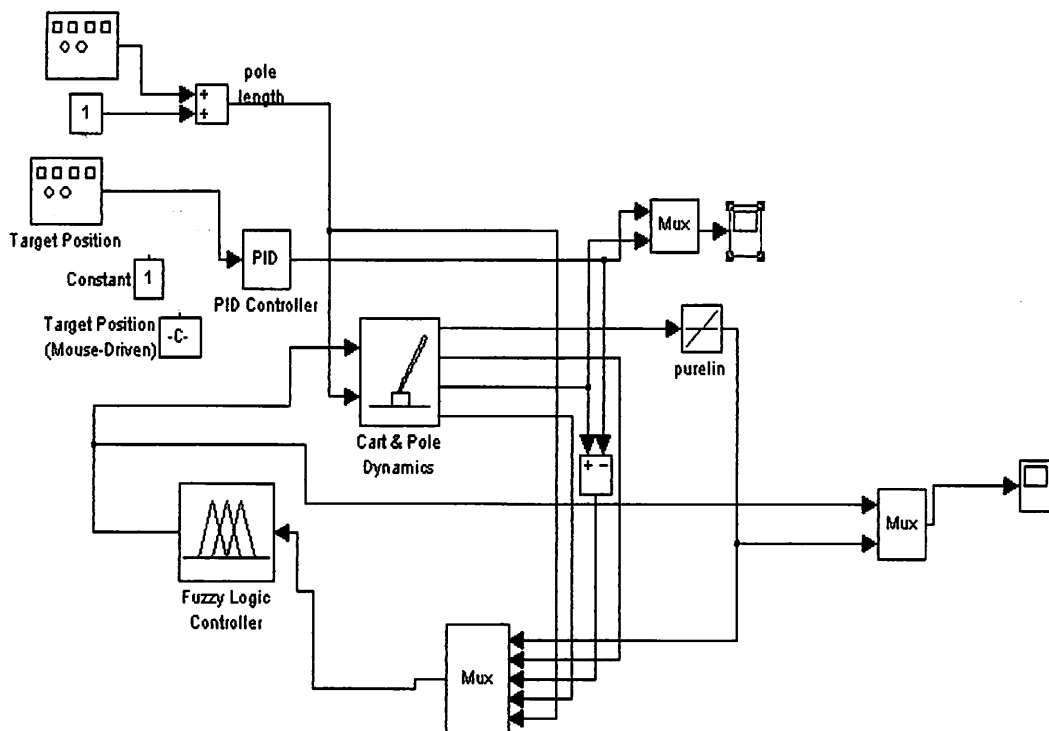 pole
length
+
+
1
Target Position
Constant
1
PID
PID Controller
Target Position
(Mouse-Driven)
-C-
Mux
purelin
Cart & Pole
Dynamics
+ −
Mux
Fuzzy Logic
Controller
Mux